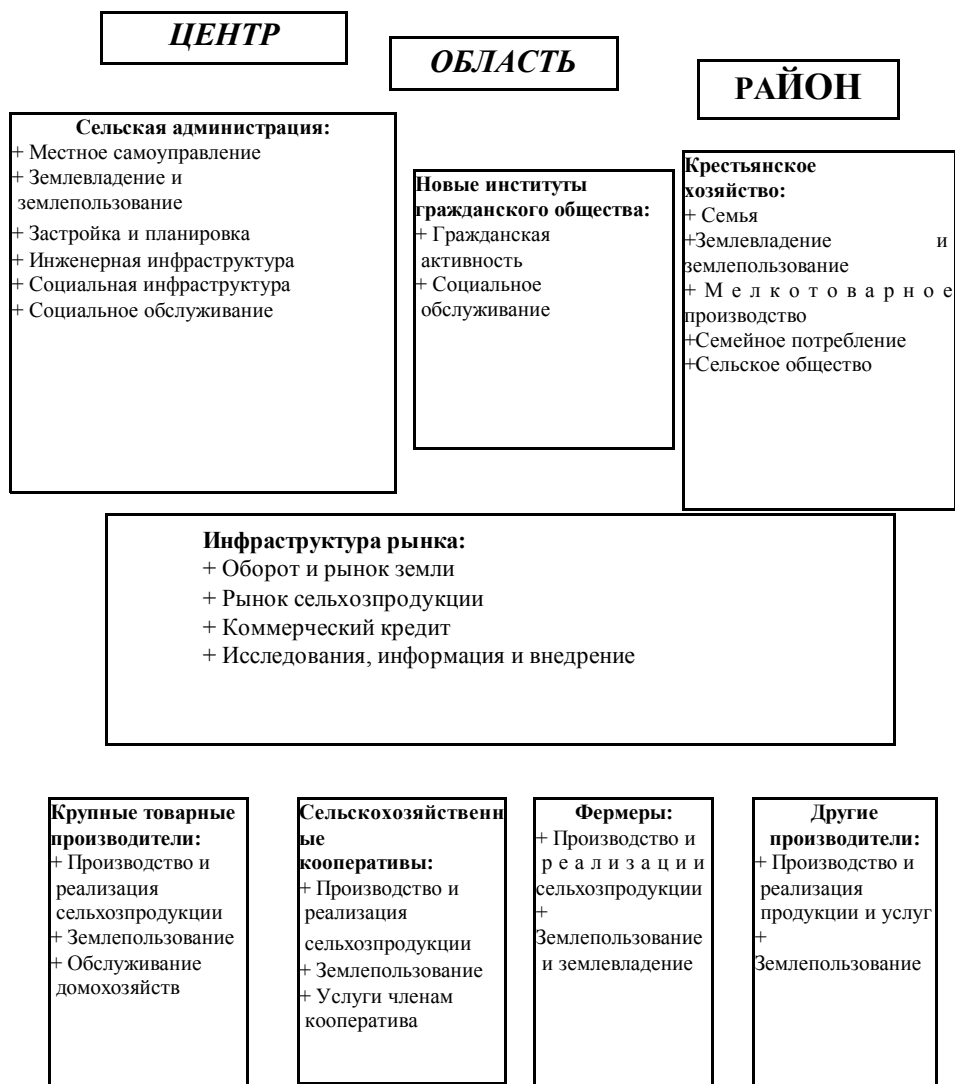 ЦЕНТР
ОБЛАСТЬ
РАЙОН
Сельская администрация:
+ Местное самоуправление
+ Землевладение и
землепользование
+ Застройка и планировка
+ Инженерная инфраструктура
+ Социальная инфраструктура
+ Социальное обслуживание
Новые институты
гражданского общества:
+ Гражданская
активность
+ Социальное
обслуживание
Крестьянское
хозяйство:
+ Семья
+Землевладение и
землепользование
+ Мелкотоварное
производство
+Семейное потребление
+Сельское общество
Инфраструктура рынка:
+ Оборот и рынок земли
+ Рынок сельхозпродукции
+ Коммерческий кредит
+ Исследования, информация и внедрение
Крупные товарные
производители:
+ Производство и
реализация
сельхозпродукции
+ Землепользование
+ Обслуживание
домохозяйств
Сельскохозяйственн
ые
кооперативы:
+ Производство и
реализация
сельхозпродукции
+ Землепользование
+ Услуги членам
кооператива
Фермеры:
+ Производство и
реализации
сельхозпродукции
+
Землепользование
и землевладение
Другие
производители:
+ Производство и
реализация
продукции и услуг
+
Землепользование